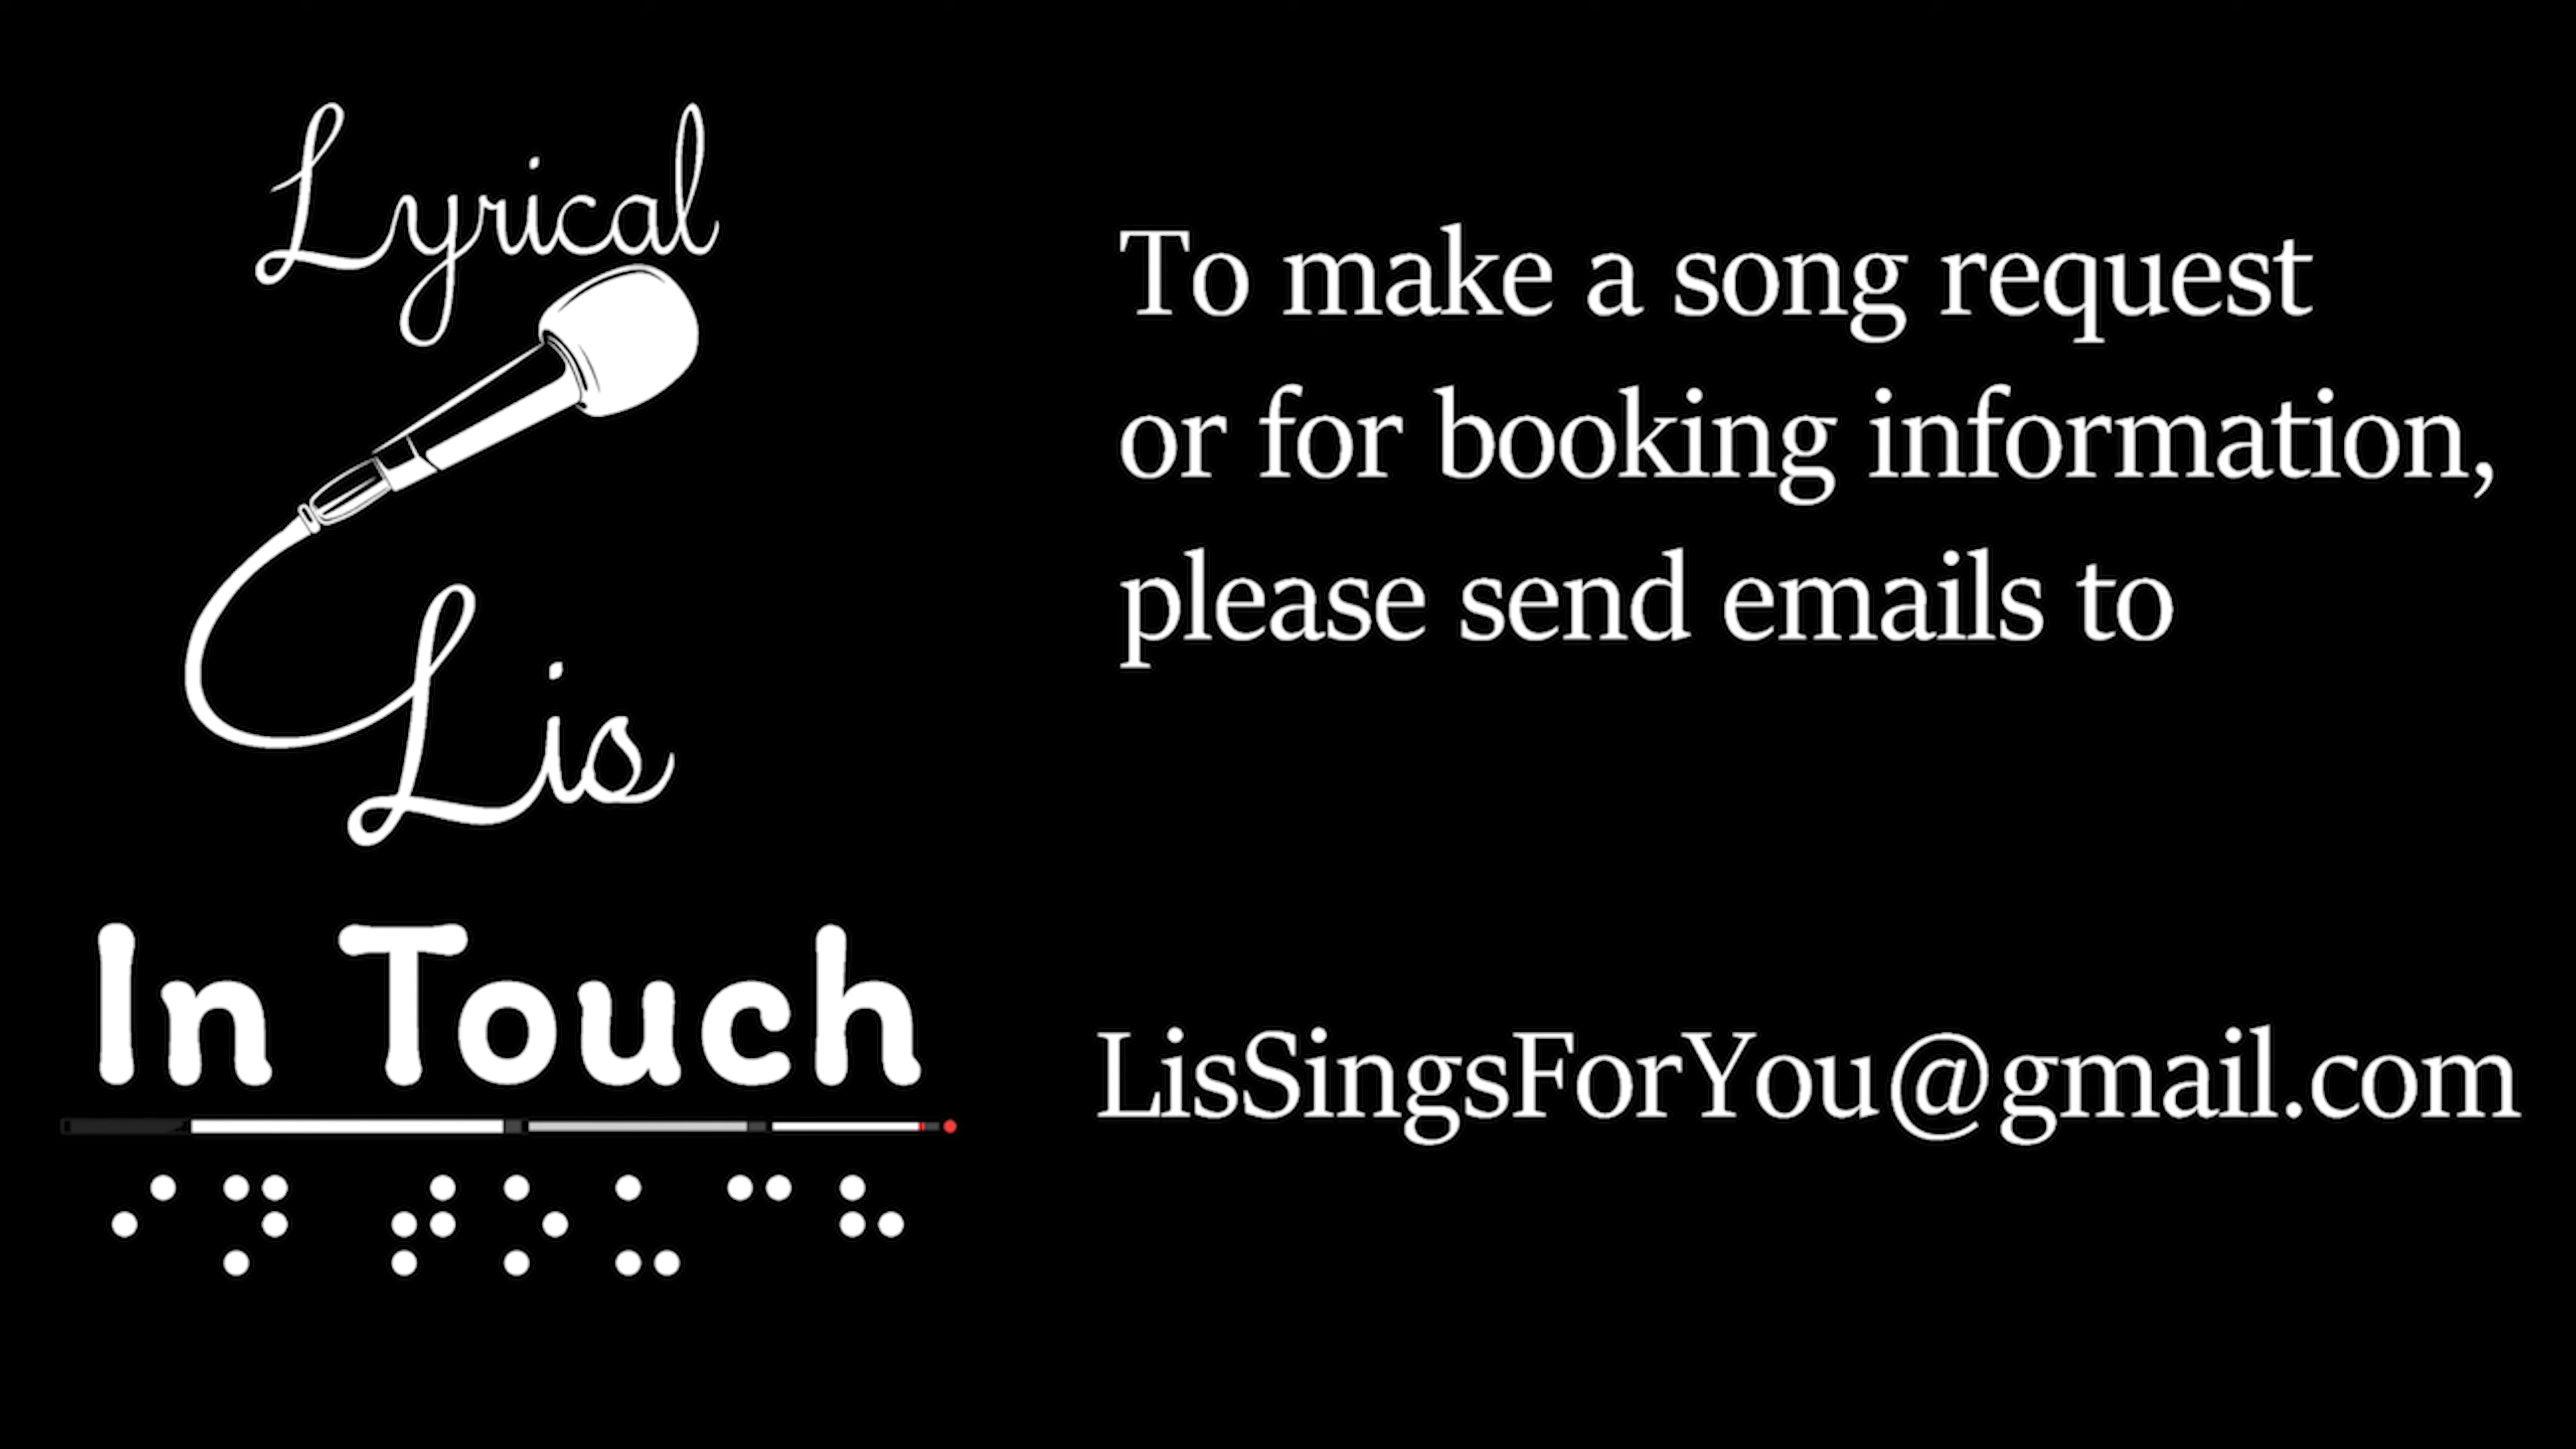 Lyrical
Lis
In Touch
⠊⠝ ⠞⠕⠥⠉⠓
To make a song request
or for booking information,
please send emails to
LisSingsForYou@gmail.com